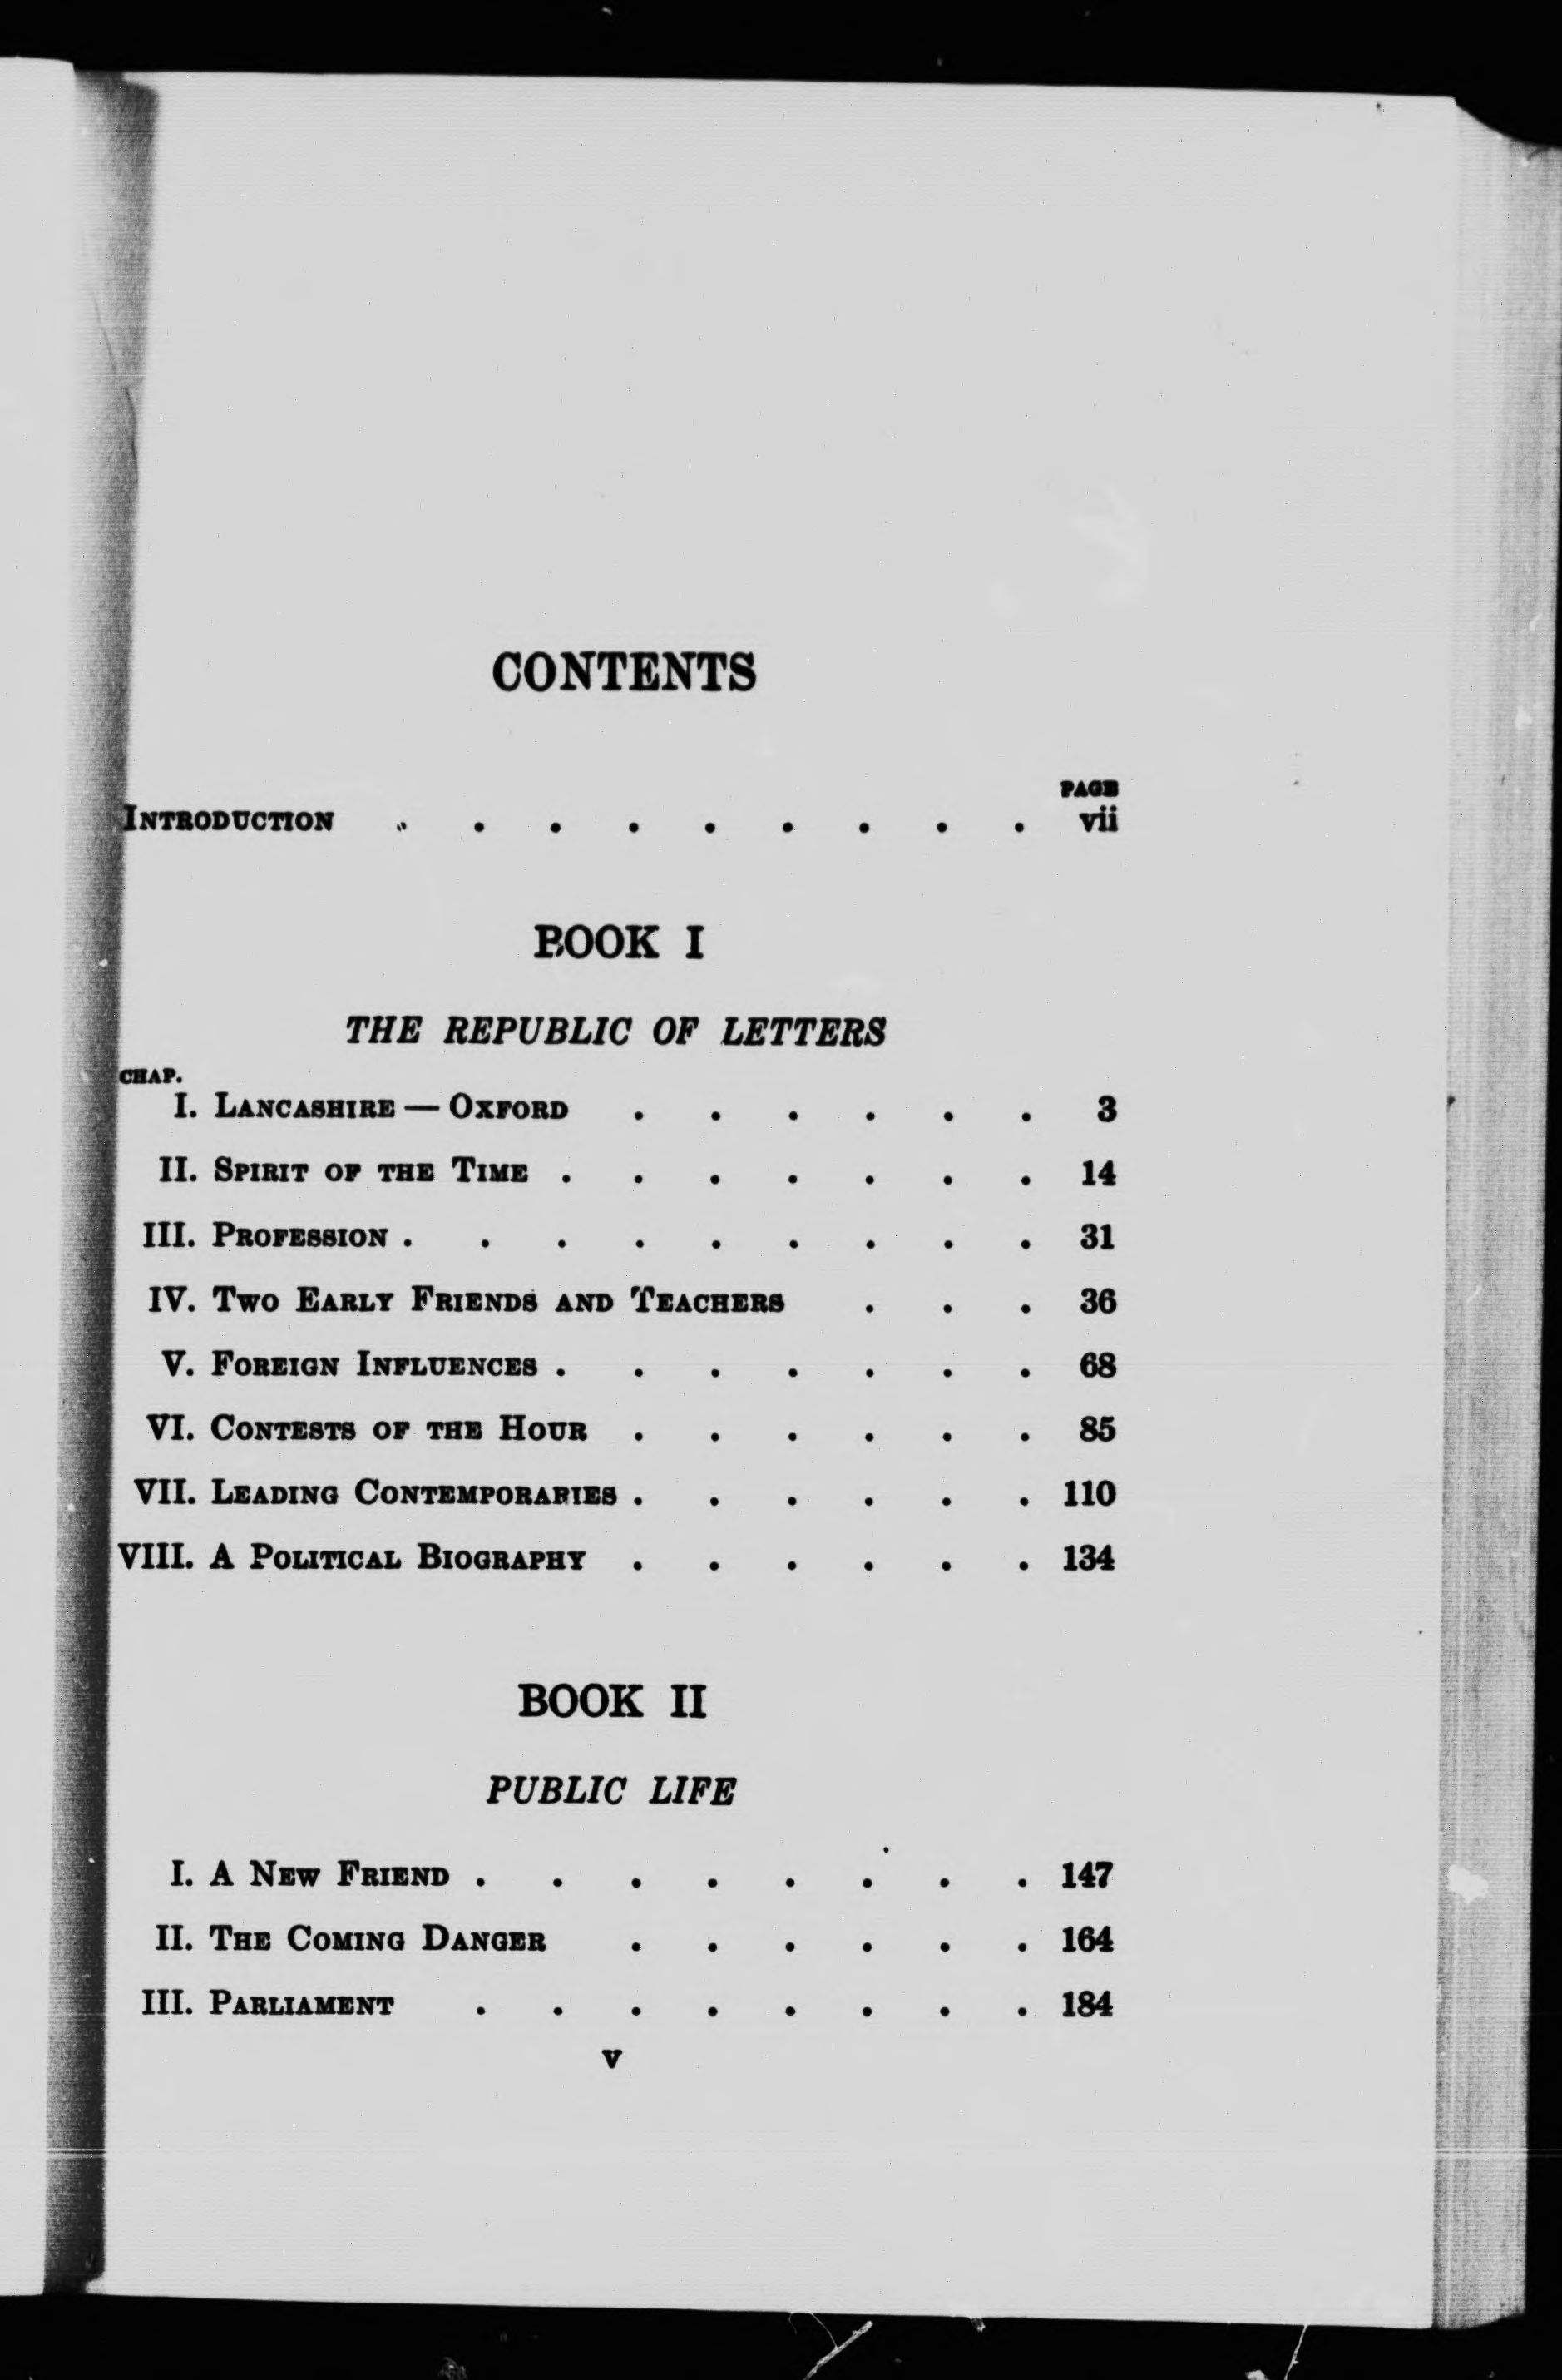 CONTENTS
PAGE
INTRODUCTION . . . . . . . . . vii
BOOK I
THE REPUBLIC OF LETTERS
CHAP.
I. LANCASHIRE — OXFORD . . . . . . 3
II. SPIRIT OF THE TIME . . . . . . . 14
III. PROFESSION . . . . . . . . . 31
IV. TWO EARLY FRIENDS AND TEACHERS . . . 36
V. FOREIGN INFLUENCES . . . . . . . 68
VI. CONTESTS OF THE HOUR . . . . . . 85
VII. LEADING CONTEMPORARIES . . . . . . 110
VIII. A POLITICAL BIOGRAPHY . . . . . . 134
BOOK II
PUBLIC LIFE
I. A NEW FRIEND . . . . . . . . 147
II. THE COMING DANGER . . . . . . 164
III. PARLIAMENT . . . . . . . . 184
v